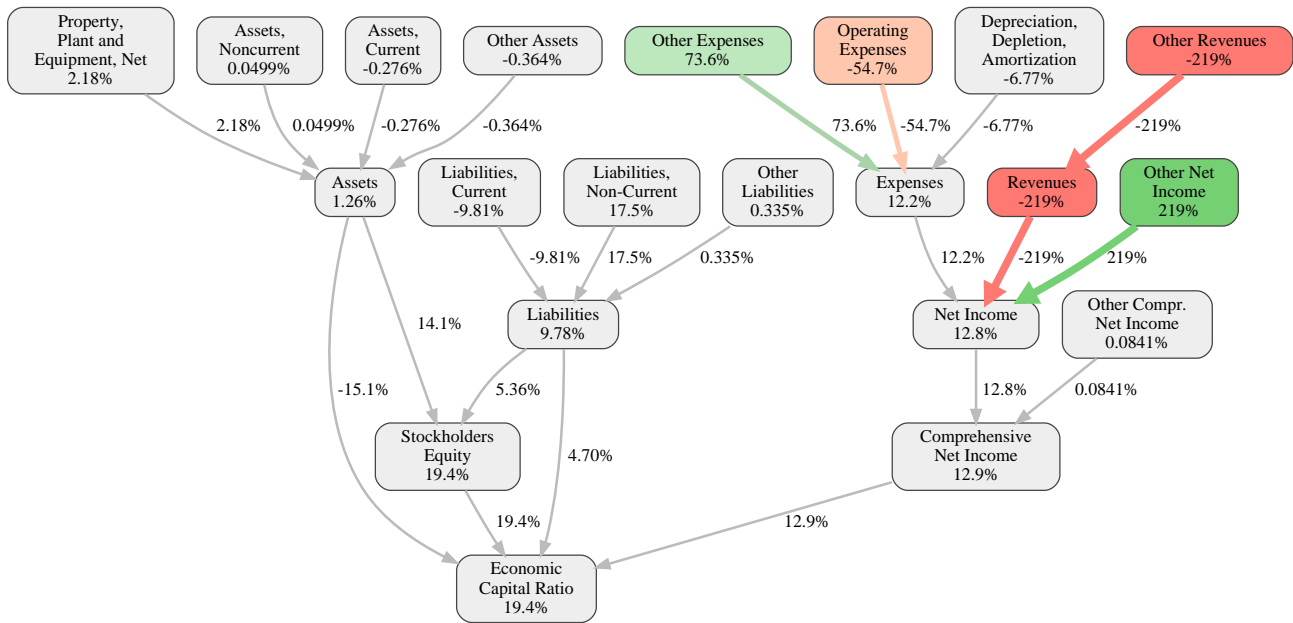 Property,
Plant and
Equipment, Net
2.18%
Assets,
Noncurrent
0.0499%
Assets,
Current
-0.276%
Other Assets
-0.364%
Other Expenses
73.6%
Operating
Expenses
-54.7%
Depreciation,
Depletion,
Amortization
-6.77%
Other Revenues
-219%
2.18%
0.0499%
-0.276%
-0.364%
73.6%
-54.7%
-6.77%
-219%
Assets
1.26%
Liabilities,
Current
-9.81%
Liabilities,
Non-Current
17.5%
Other
Liabilities
0.335%
Expenses
12.2%
Revenues
-219%
Other Net
Income
219%
-9.81%
17.5%
0.335%
12.2%
-219%
219%
14.1%
Liabilities
9.78%
Net Income
12.8%
Other Compr.
Net Income
0.0841%
-15.1%
5.36%
12.8%
0.0841%
Stockholders
Equity
19.4%
4.70%
Comprehensive
Net Income
12.9%
19.4%
12.9%
Economic
Capital Ratio
19.4%